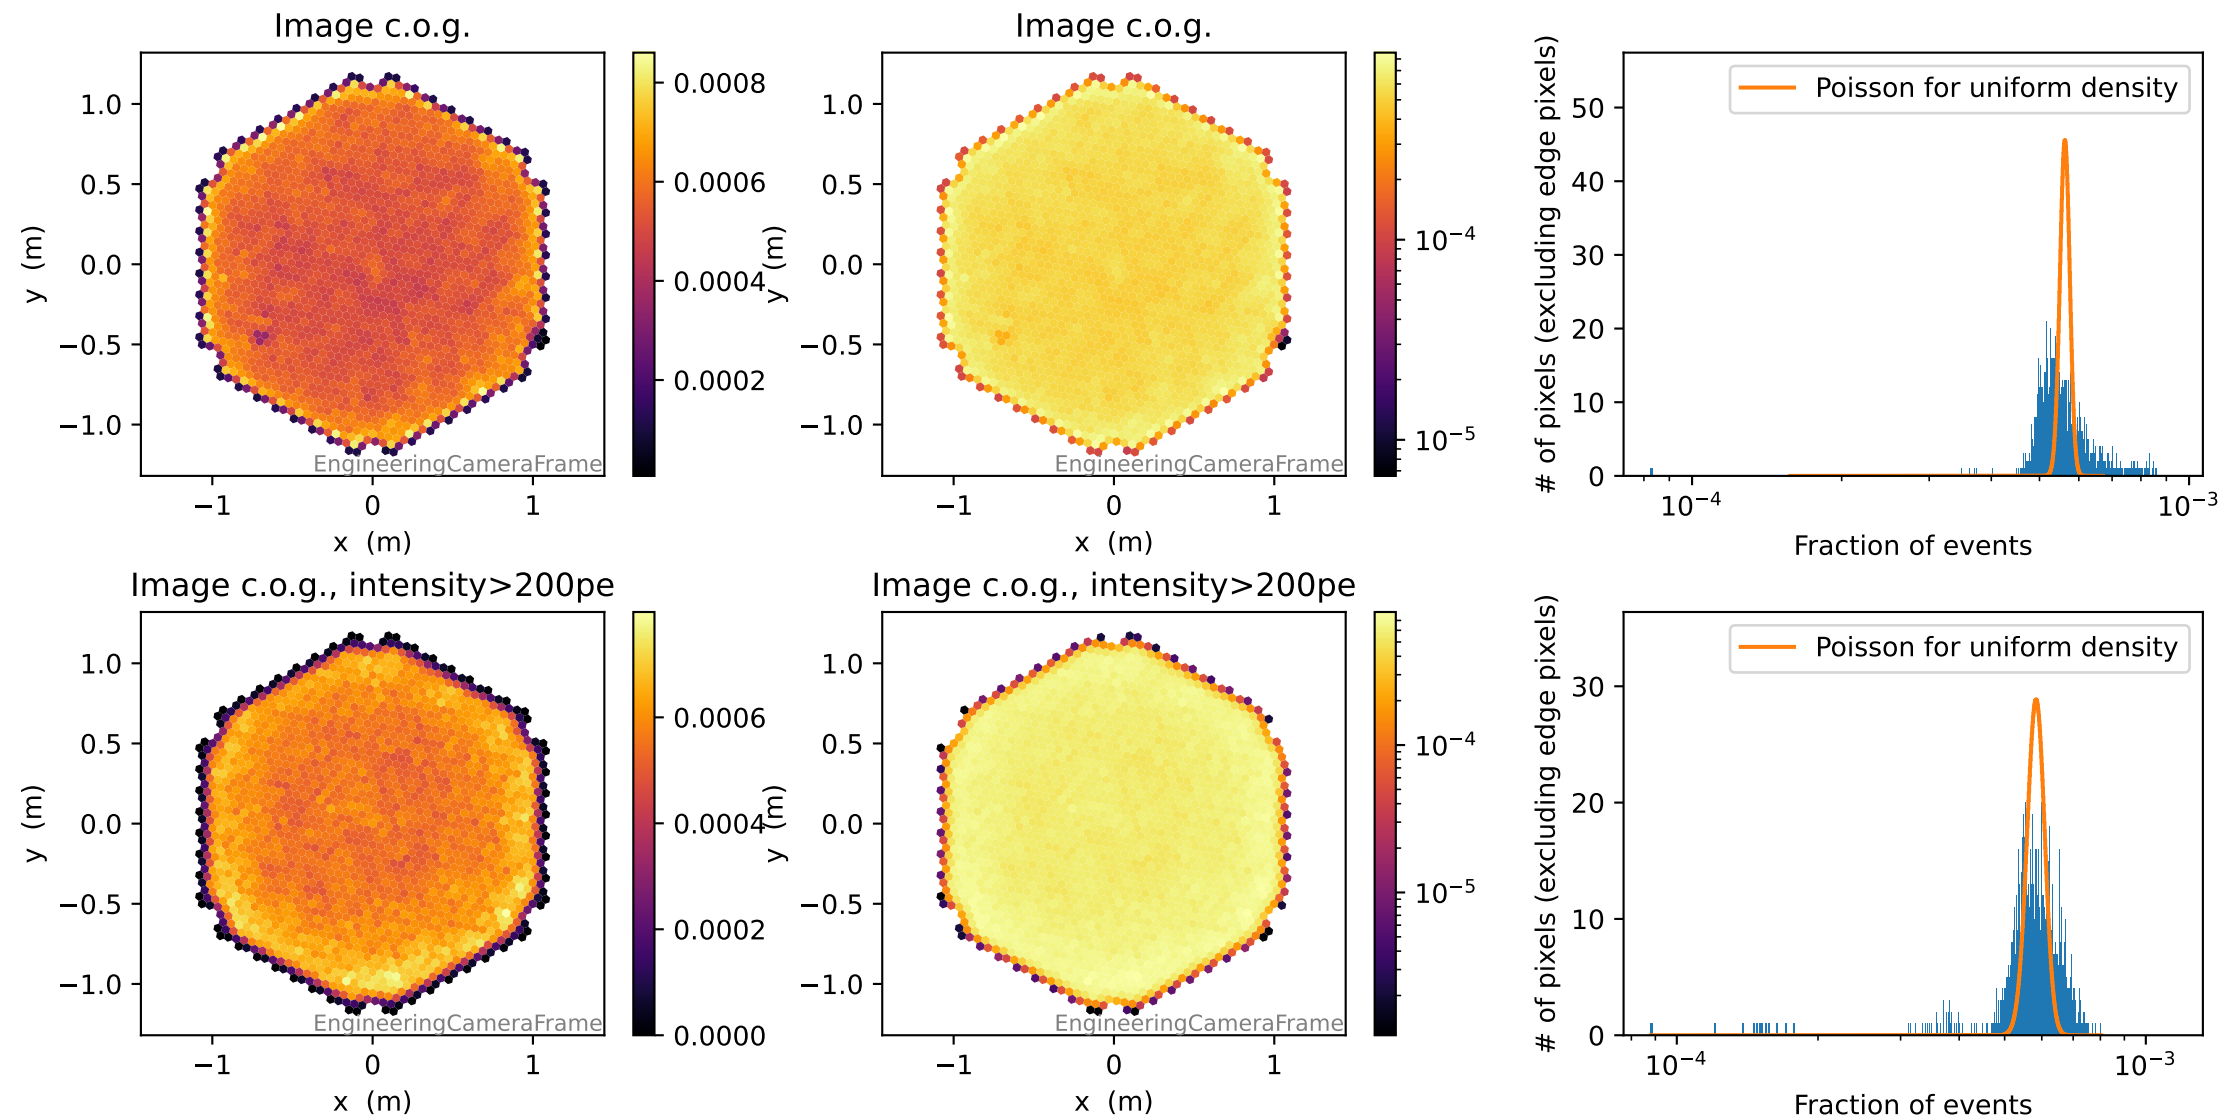 Image c.o.g.
y (m)
1.0
0.5
0.0
−0.5
−1.0
−1
0
1
x (m)
EngineeringCameraFrame
0.0008
0.0006
0.0004
0.0002
Image c.o.g.
y (m)
1.0
0.5
0.0
−0.5
−1.0
−1
0
1
x (m)
EngineeringCameraFrame
10⁻⁴
10⁻⁵
# of pixels (excluding edge pixels)
50
40
30
20
10
0
Poisson for uniform density
10⁻⁴
10⁻³
Fraction of events
Image c.o.g., intensity>200pe
y (m)
1.0
0.5
0.0
−0.5
−1.0
−1
0
1
x (m)
EngineeringCameraFrame
0.0006
0.0004
0.0002
0.0000
Image c.o.g., intensity>200pe
y (m)
1.0
0.5
0.0
−0.5
−1.0
−1
0
1
x (m)
EngineeringCameraFrame
10⁻⁴
10⁻⁵
# of pixels (excluding edge pixels)
30
20
10
0
Poisson for uniform density
10⁻⁴
10⁻³
Fraction of events